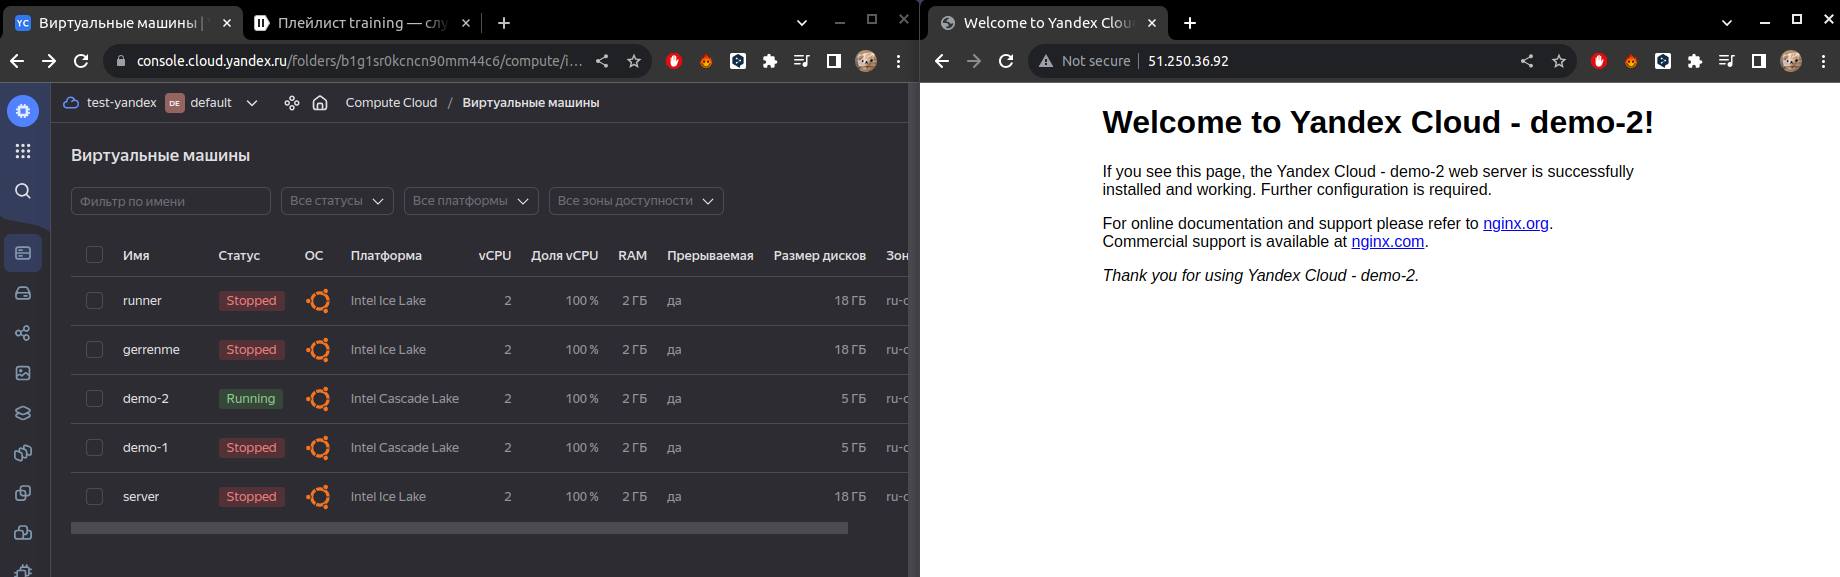 YC Виртуальные машины |
Плейлист training — слу
console.cloud.yandex.ru/folders/b1g1sr0kcncn90mm44c6/compute/i...
test-yandex DE default Compute Cloud / Виртуальные машины
Виртуальные машины
Фильтр по имени Все статусы Все платформы Все зоны доступности
Имя Статус ОС Платформа vCPU Доля vCPU RAM Прерываемая Размер дисков Зон
runner Stopped Intel Ice Lake 2 100 % 2 ГБ да 18 ГБ ru-c
gerrenme Stopped Intel Ice Lake 2 100 % 2 ГБ да 18 ГБ ru-c
demo-2 Running Intel Cascade Lake 2 100 % 2 ГБ да 5 ГБ ru-c
demo-1 Stopped Intel Cascade Lake 2 100 % 2 ГБ да 5 ГБ ru-c
server Stopped Intel Ice Lake 2 100 % 2 ГБ да 18 ГБ ru-c
Welcome to Yandex Clou
Not secure 51.250.36.92
Welcome to Yandex Cloud - demo-2!
If you see this page, the Yandex Cloud - demo-2 web server is successfully
installed and working. Further configuration is required.
For online documentation and support please refer to nginx.org.
Commercial support is available at nginx.com.
Thank you for using Yandex Cloud - demo-2.